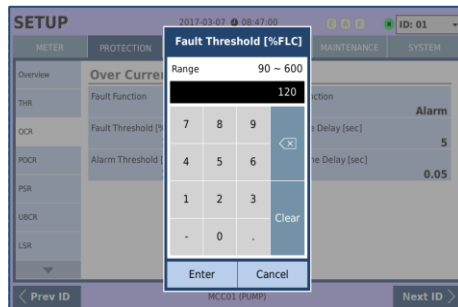 SETUP
2017-03-07 08:47:00
E A F
ID: 01
METER
PROTECTION
MAINTENANCE
SYSTEM
Fault Threshold [%FLC]
Range 90 ~ 600
120
7 8 9
4 5 6
1 2 3
Clear
- 0 .
Enter Cancel
Overview
THR
OCR
POCR
PSR
UBCR
LSR
Over Curre
Fault Function
Alarm
Fault Threshold [%
e Delay [sec]
5
Alarm Threshold [
e Delay [sec]
0.05
Prev ID
MCC01 (PUMP)
Next ID